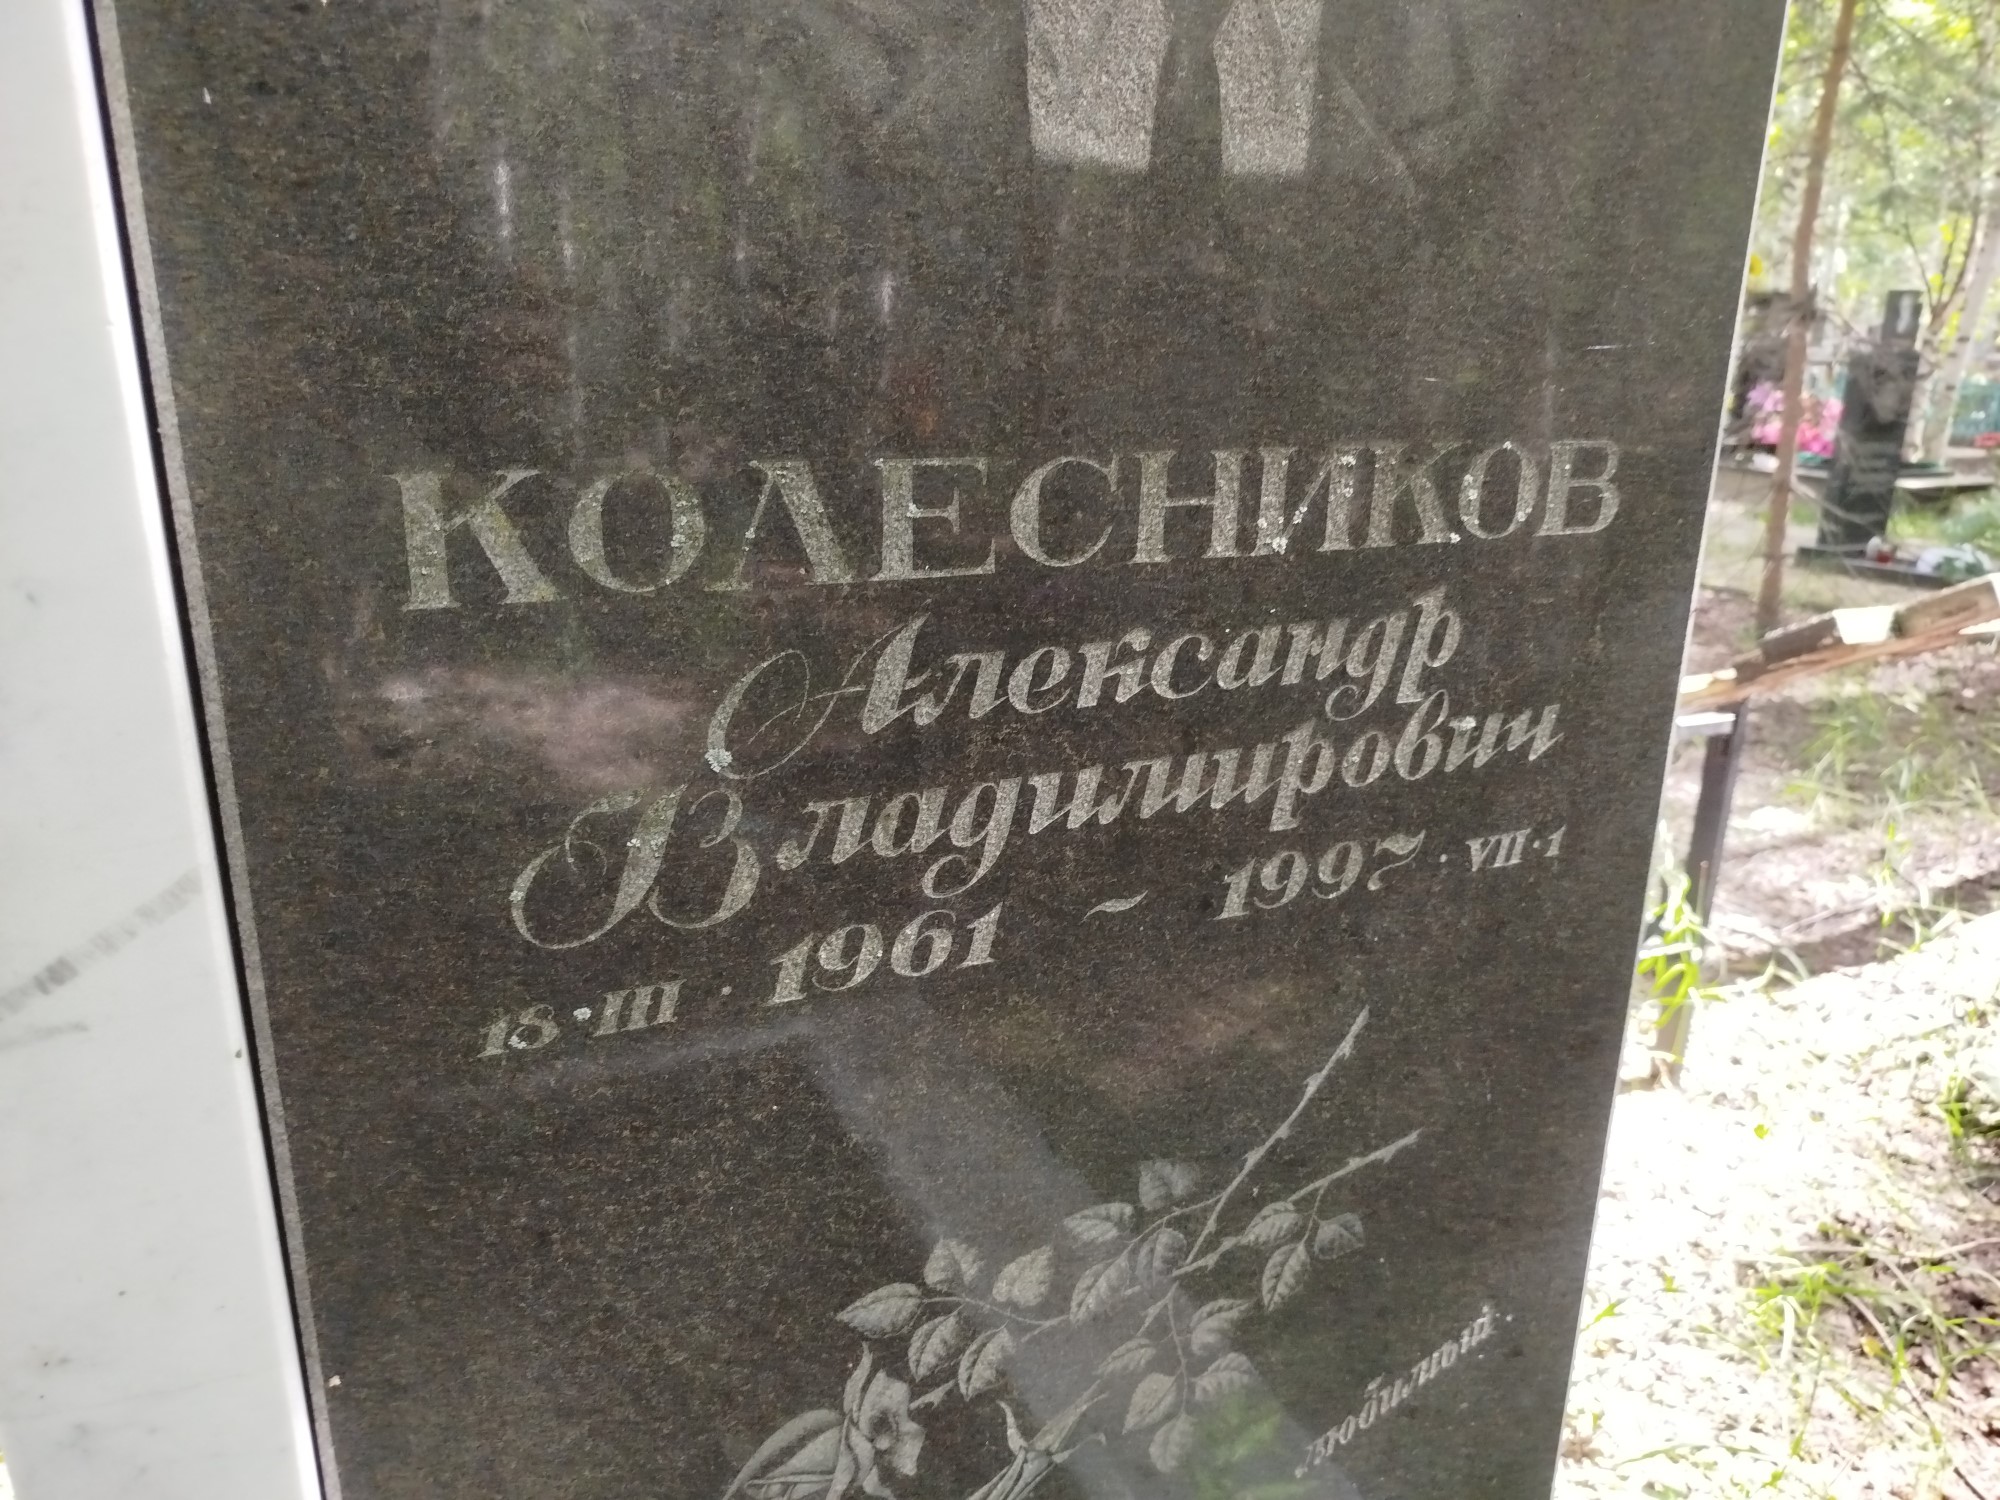 КОЛЕСНИКОВ
Александр
Владимирович
18·III·1961 ~ 1997·VII·1
любимый